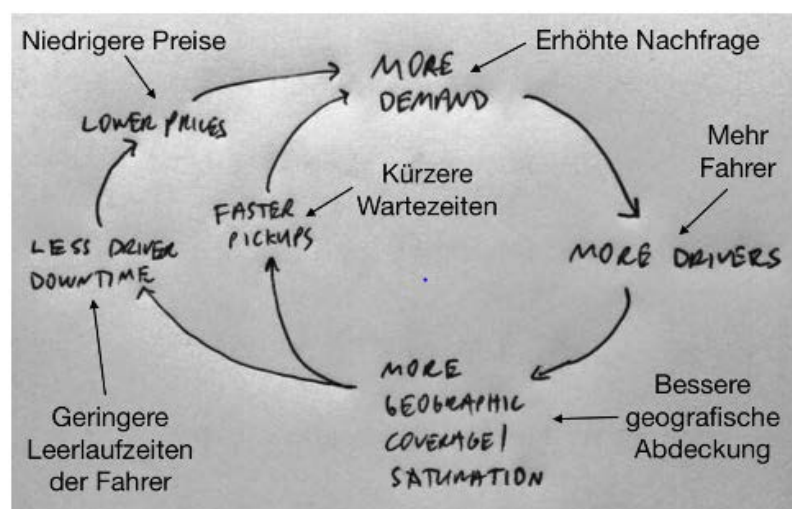 Niedrigere Preise
MORE
DEMAND
Erhöhte Nachfrage
LOWER PRICES
Mehr
Fahrer
Kürzere
Wartezeiten
FASTER
PICKUPS
LESS DRIVER
DOWNTIME
MORE DRIVERS
MORE
GEOGRAPHIC
COVERAGE/
SATURATION
Bessere
geografische
Abdeckung
Geringere
Leerlaufzeiten
der Fahrer